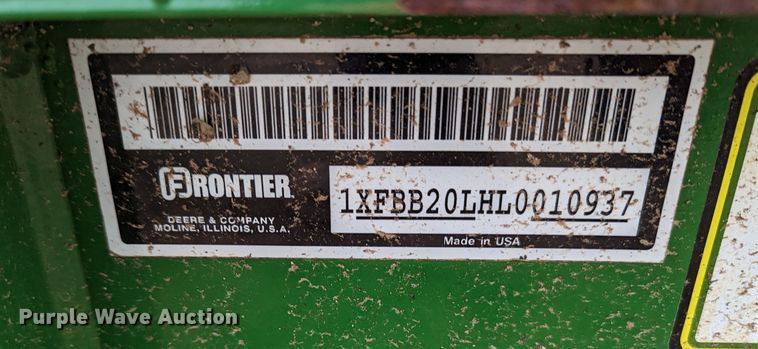 FRONTIER
1XFBB20LHL0010937
DEERE & COMPANY
MOLINE, ILLINOIS, U.S.A.
Made in USA
Purple Wave Auction